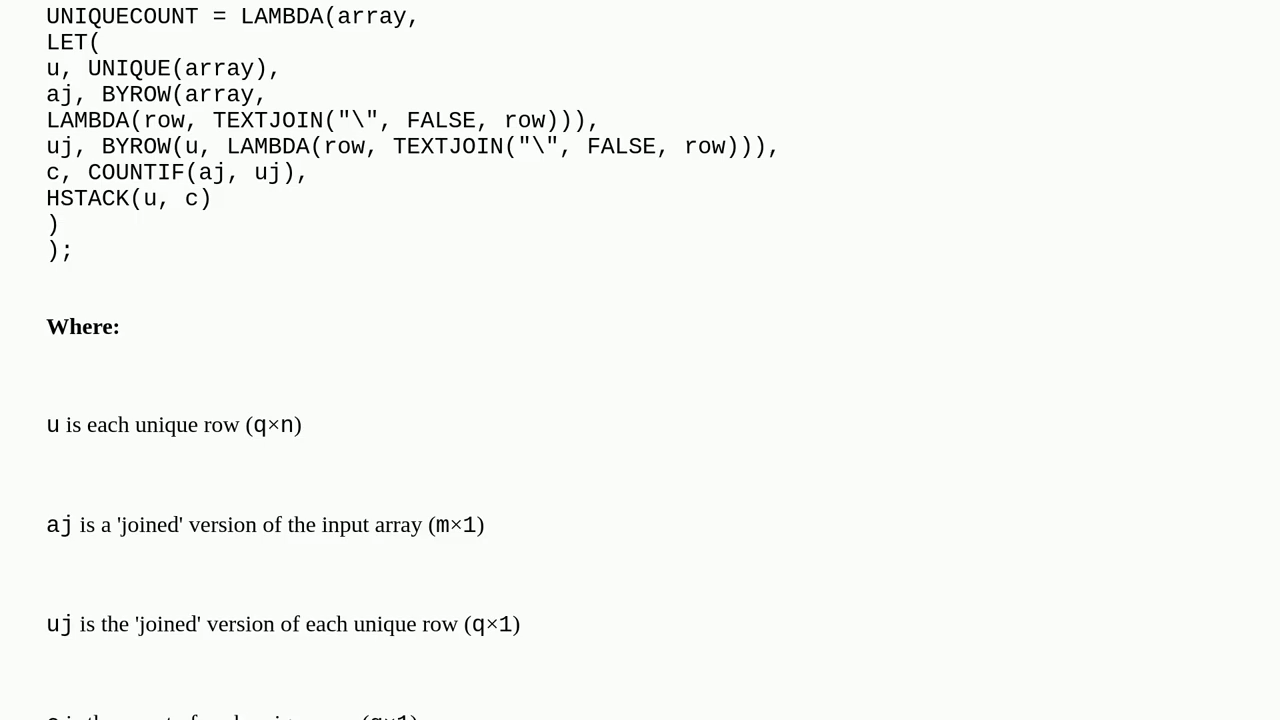 UNIQUECOUNT = LAMBDA(array,
LET(
u, UNIQUE(array),
aj, BYROW(array,
LAMBDA(row, TEXTJOIN("\", FALSE, row))),
uj, BYROW(u, LAMBDA(row, TEXTJOIN("\", FALSE, row))),
c, COUNTIF(aj, uj),
HSTACK(u, c)
)
);
Where:
u is each unique row (q×n)
aj is a 'joined' version of the input array (m×1)
uj is the 'joined' version of each unique row (q×1)